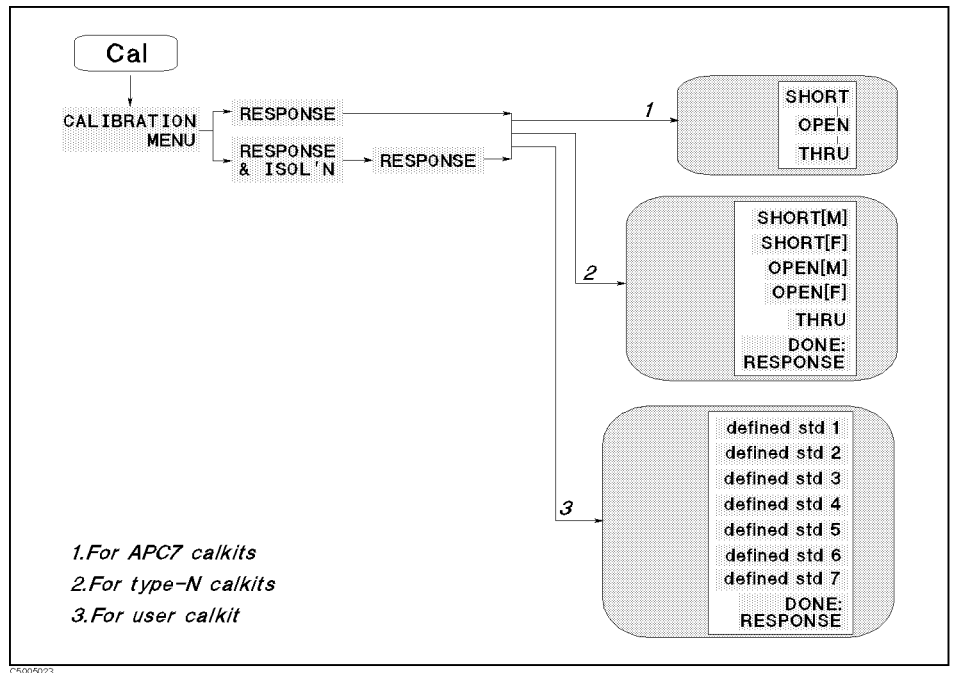 Cal
CALIBRATION
MENU
RESPONSE
RESPONSE
& ISOL'N
RESPONSE
1
SHORT
OPEN
THRU
2
SHORT[M]
SHORT[F]
OPEN[M]
OPEN[F]
THRU
DONE:
RESPONSE
3
defined std 1
defined std 2
defined std 3
defined std 4
defined std 5
defined std 6
defined std 7
DONE:
RESPONSE
1.For APC7 calkits
2.For type-N calkits
3.For user calkit
C5005023